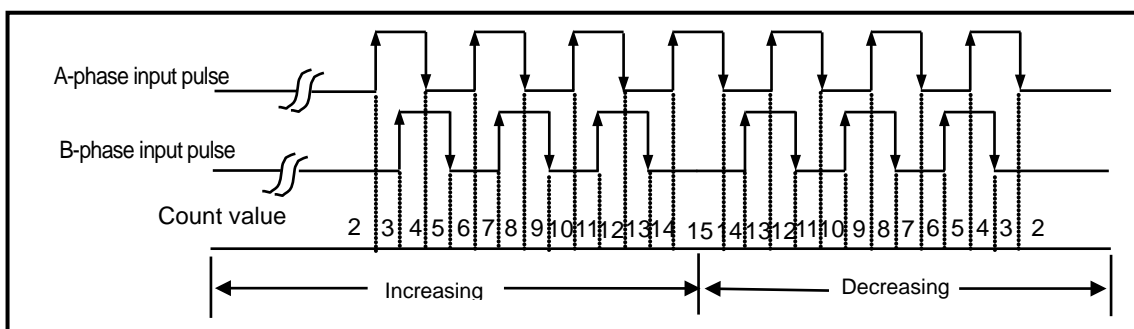 A-phase input pulse
B-phase input pulse
Count value 2 3 4 5 6 7 8 9 10 11 12 13 14 15 14 13 12 11 10 9 8 7 6 5 4 3 2
Increasing Decreasing